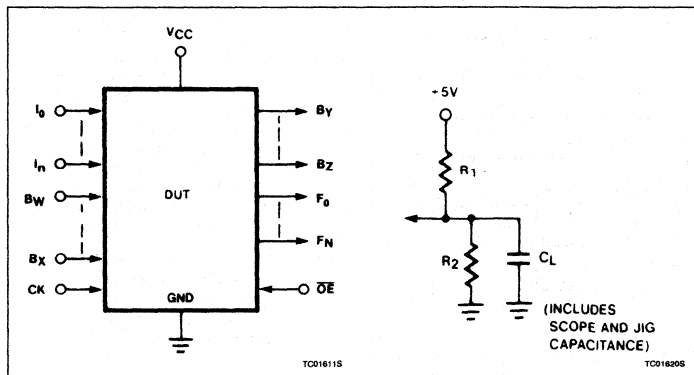 VCC
I0
In
BW
BX
CK
DUT
GND
BY
BZ
F0
FN
OE
TC01611S
+5V
R1
R2
CL
(INCLUDES
SCOPE AND JIG
CAPACITANCE)
TC01620S